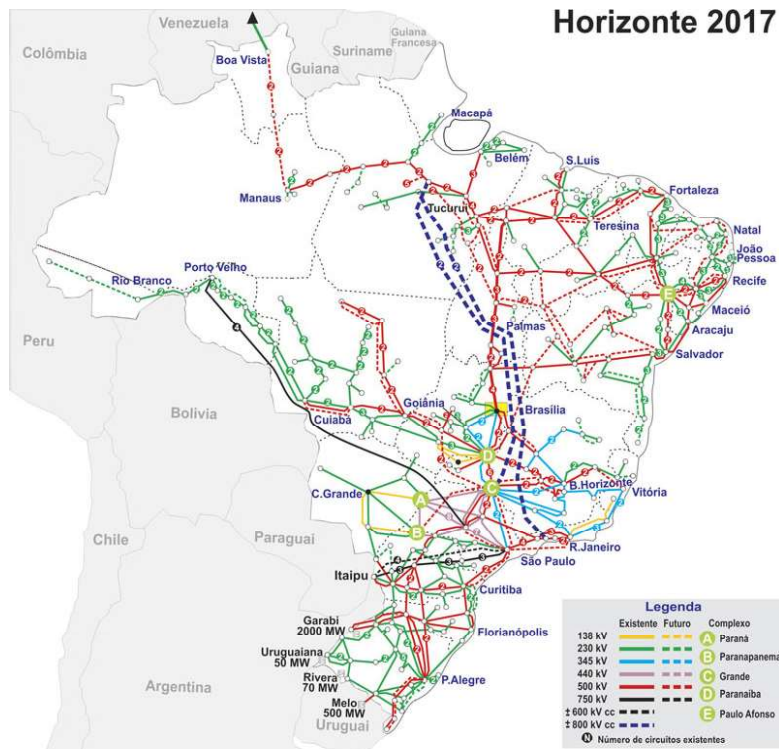 Horizonte 2017
Venezuela
Colômbia
Suriname
Guiana
Francesa
Guiana
Boa Vista
Macapá
Belém
S.Luís
Fortaleza
Manaus
Tucuruí
Teresina
Natal
João
Pessoa
Recife
Maceió
Aracaju
Salvador
Porto Velho
Rio Branco
Palmas
Peru
Bolívia
Cuiabá
Goiânia
Brasília
C.Grande
B.Horizonte
Vitória
R.Janeiro
São Paulo
Paraguai
Chile
Itaipu
Curitiba
Garabi
2000 MW
Florianópolis
Uruguaiana
50 MW
Rivera
70 MW
P.Alegre
Melo
500 MW
Uruguai
Argentina
A
B
C
D
E
Legenda
Existente Futuro Complexo
138 kV A Paraná
230 kV B Paranapanema
345 kV
440 kV C Grande
500 kV D Paranaiba
750 kV
±600 kV cc E Paulo Afonso
±800 kV cc
N Número de circuitos existentes